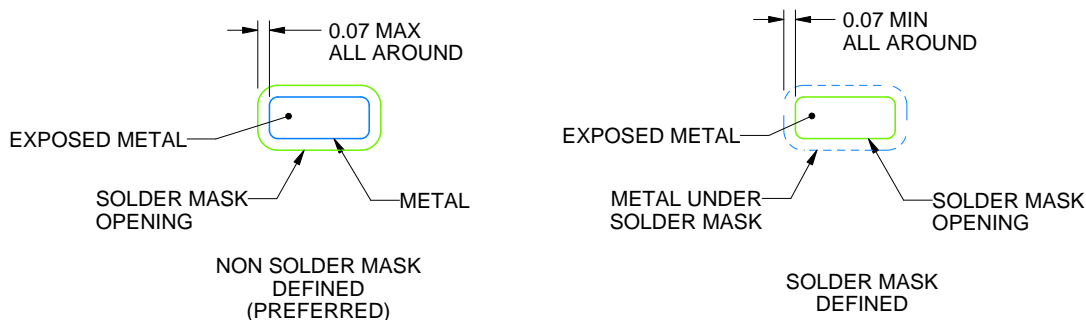 0.07 MAX
ALL AROUND
EXPOSED METAL
SOLDER MASK
OPENING
METAL
NON SOLDER MASK
DEFINED
(PREFERRED)
0.07 MIN
ALL AROUND
EXPOSED METAL
METAL UNDER
SOLDER MASK
SOLDER MASK
OPENING
SOLDER MASK
DEFINED